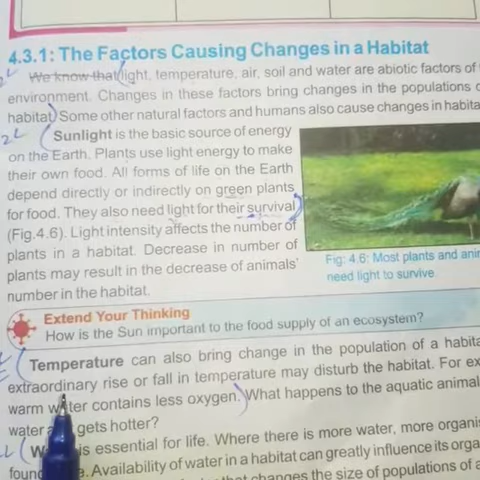 4.3.1: The Factors Causing Changes in a Habitat
We know that light, temperature, air, soil and water are abiotic factors of
environment. Changes in these factors bring changes in the populations
habitat. Some other natural factors and humans also cause changes in
Sunlight is the basic source of energy
on the Earth. Plants use light energy to make
their own food. All forms of life on the Earth
depend directly or indirectly on green plants
for food. They also need light for their survival
(Fig.4.6). Light intensity affects the number of
plants in a habitat. Decrease in number of
plants may result in the decrease of animals'
number in the habitat.
Fig: 4.6: Most plants and
need light to survive
Extend Your Thinking
How is the Sun important to the food supply of an ecosystem?
Temperature can also bring change in the population of a
extraordinary rise or fall in temperature may disturb the habitat. For
warm water contains less oxygen. What happens to the aquatic
water gets hotter?
is essential for life. Where there is more water, more
Availability of water in a habitat can greatly influence its
changes the size of populations of